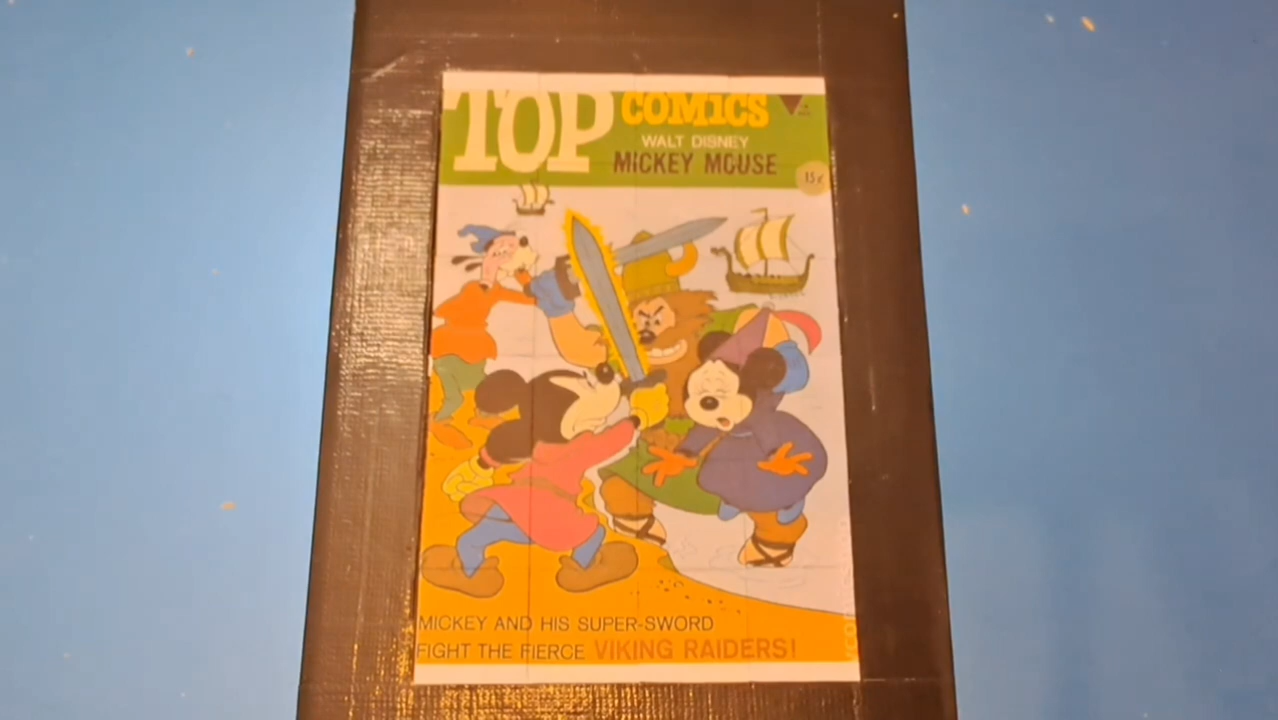 TOP COMiCS
WALT DISNEY
MICKEY MOUSE
15¢
MICKEY AND HIS SUPER-SWORD
FIGHT THE FIERCE VIKING RAIDERS!